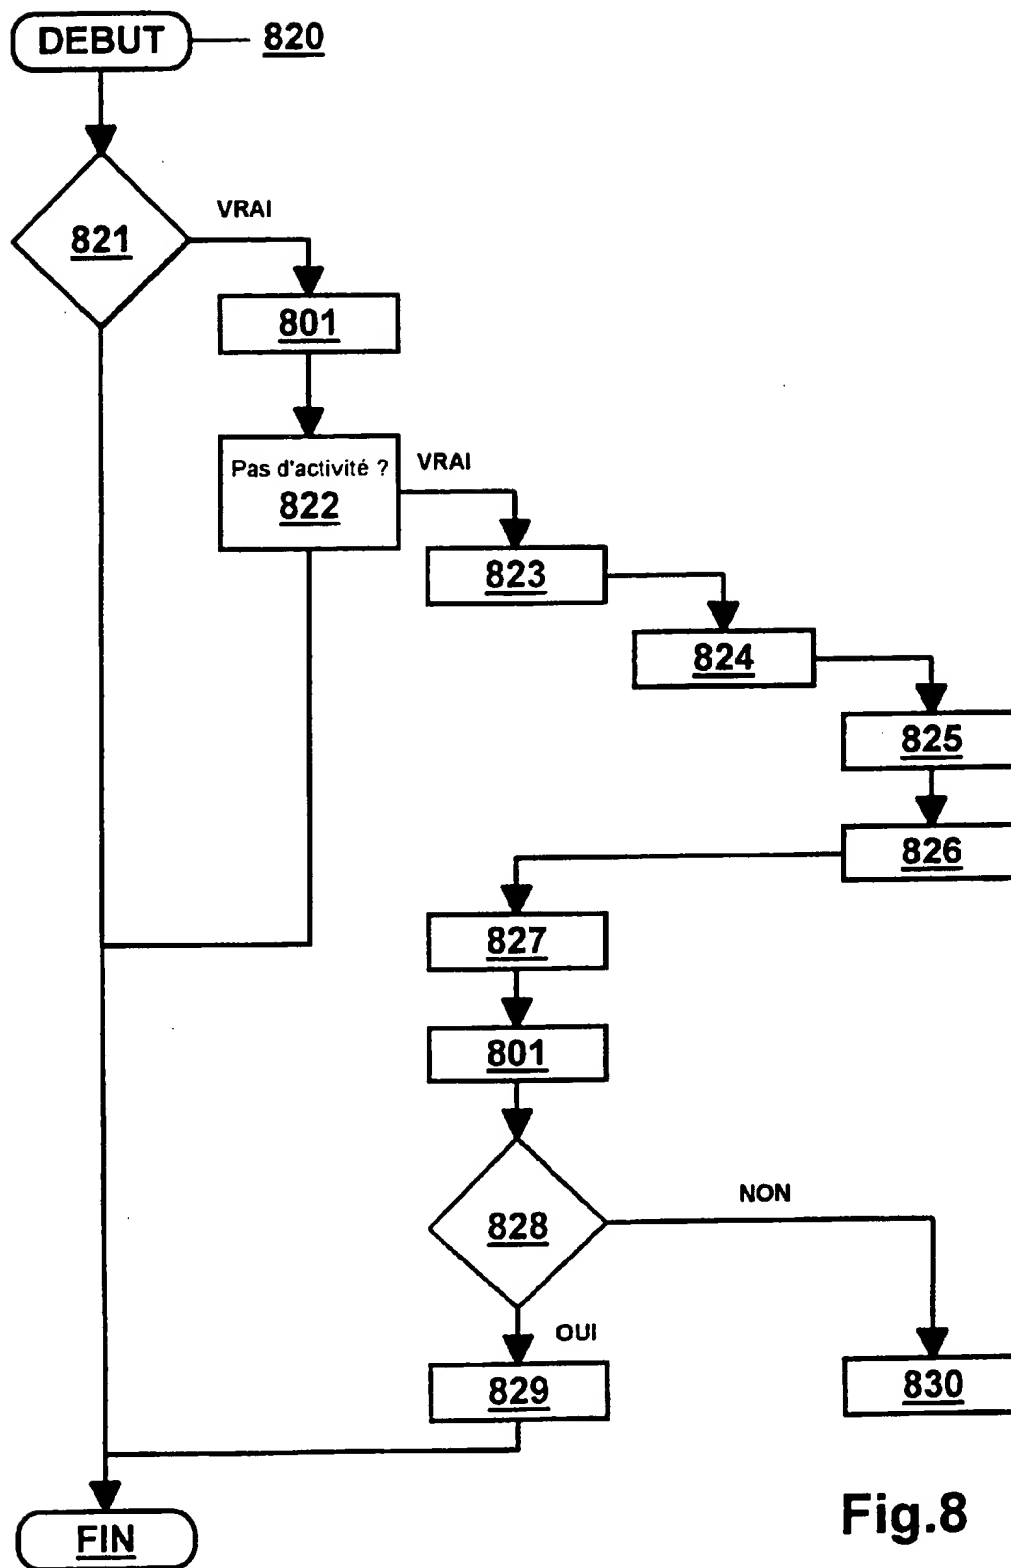 DEBUT 820
VRAI
821
801
Pas d'activité ?
822
VRAI
823
824
825
826
827
801
828
NON
OUI
829
830
FIN
Fig.8